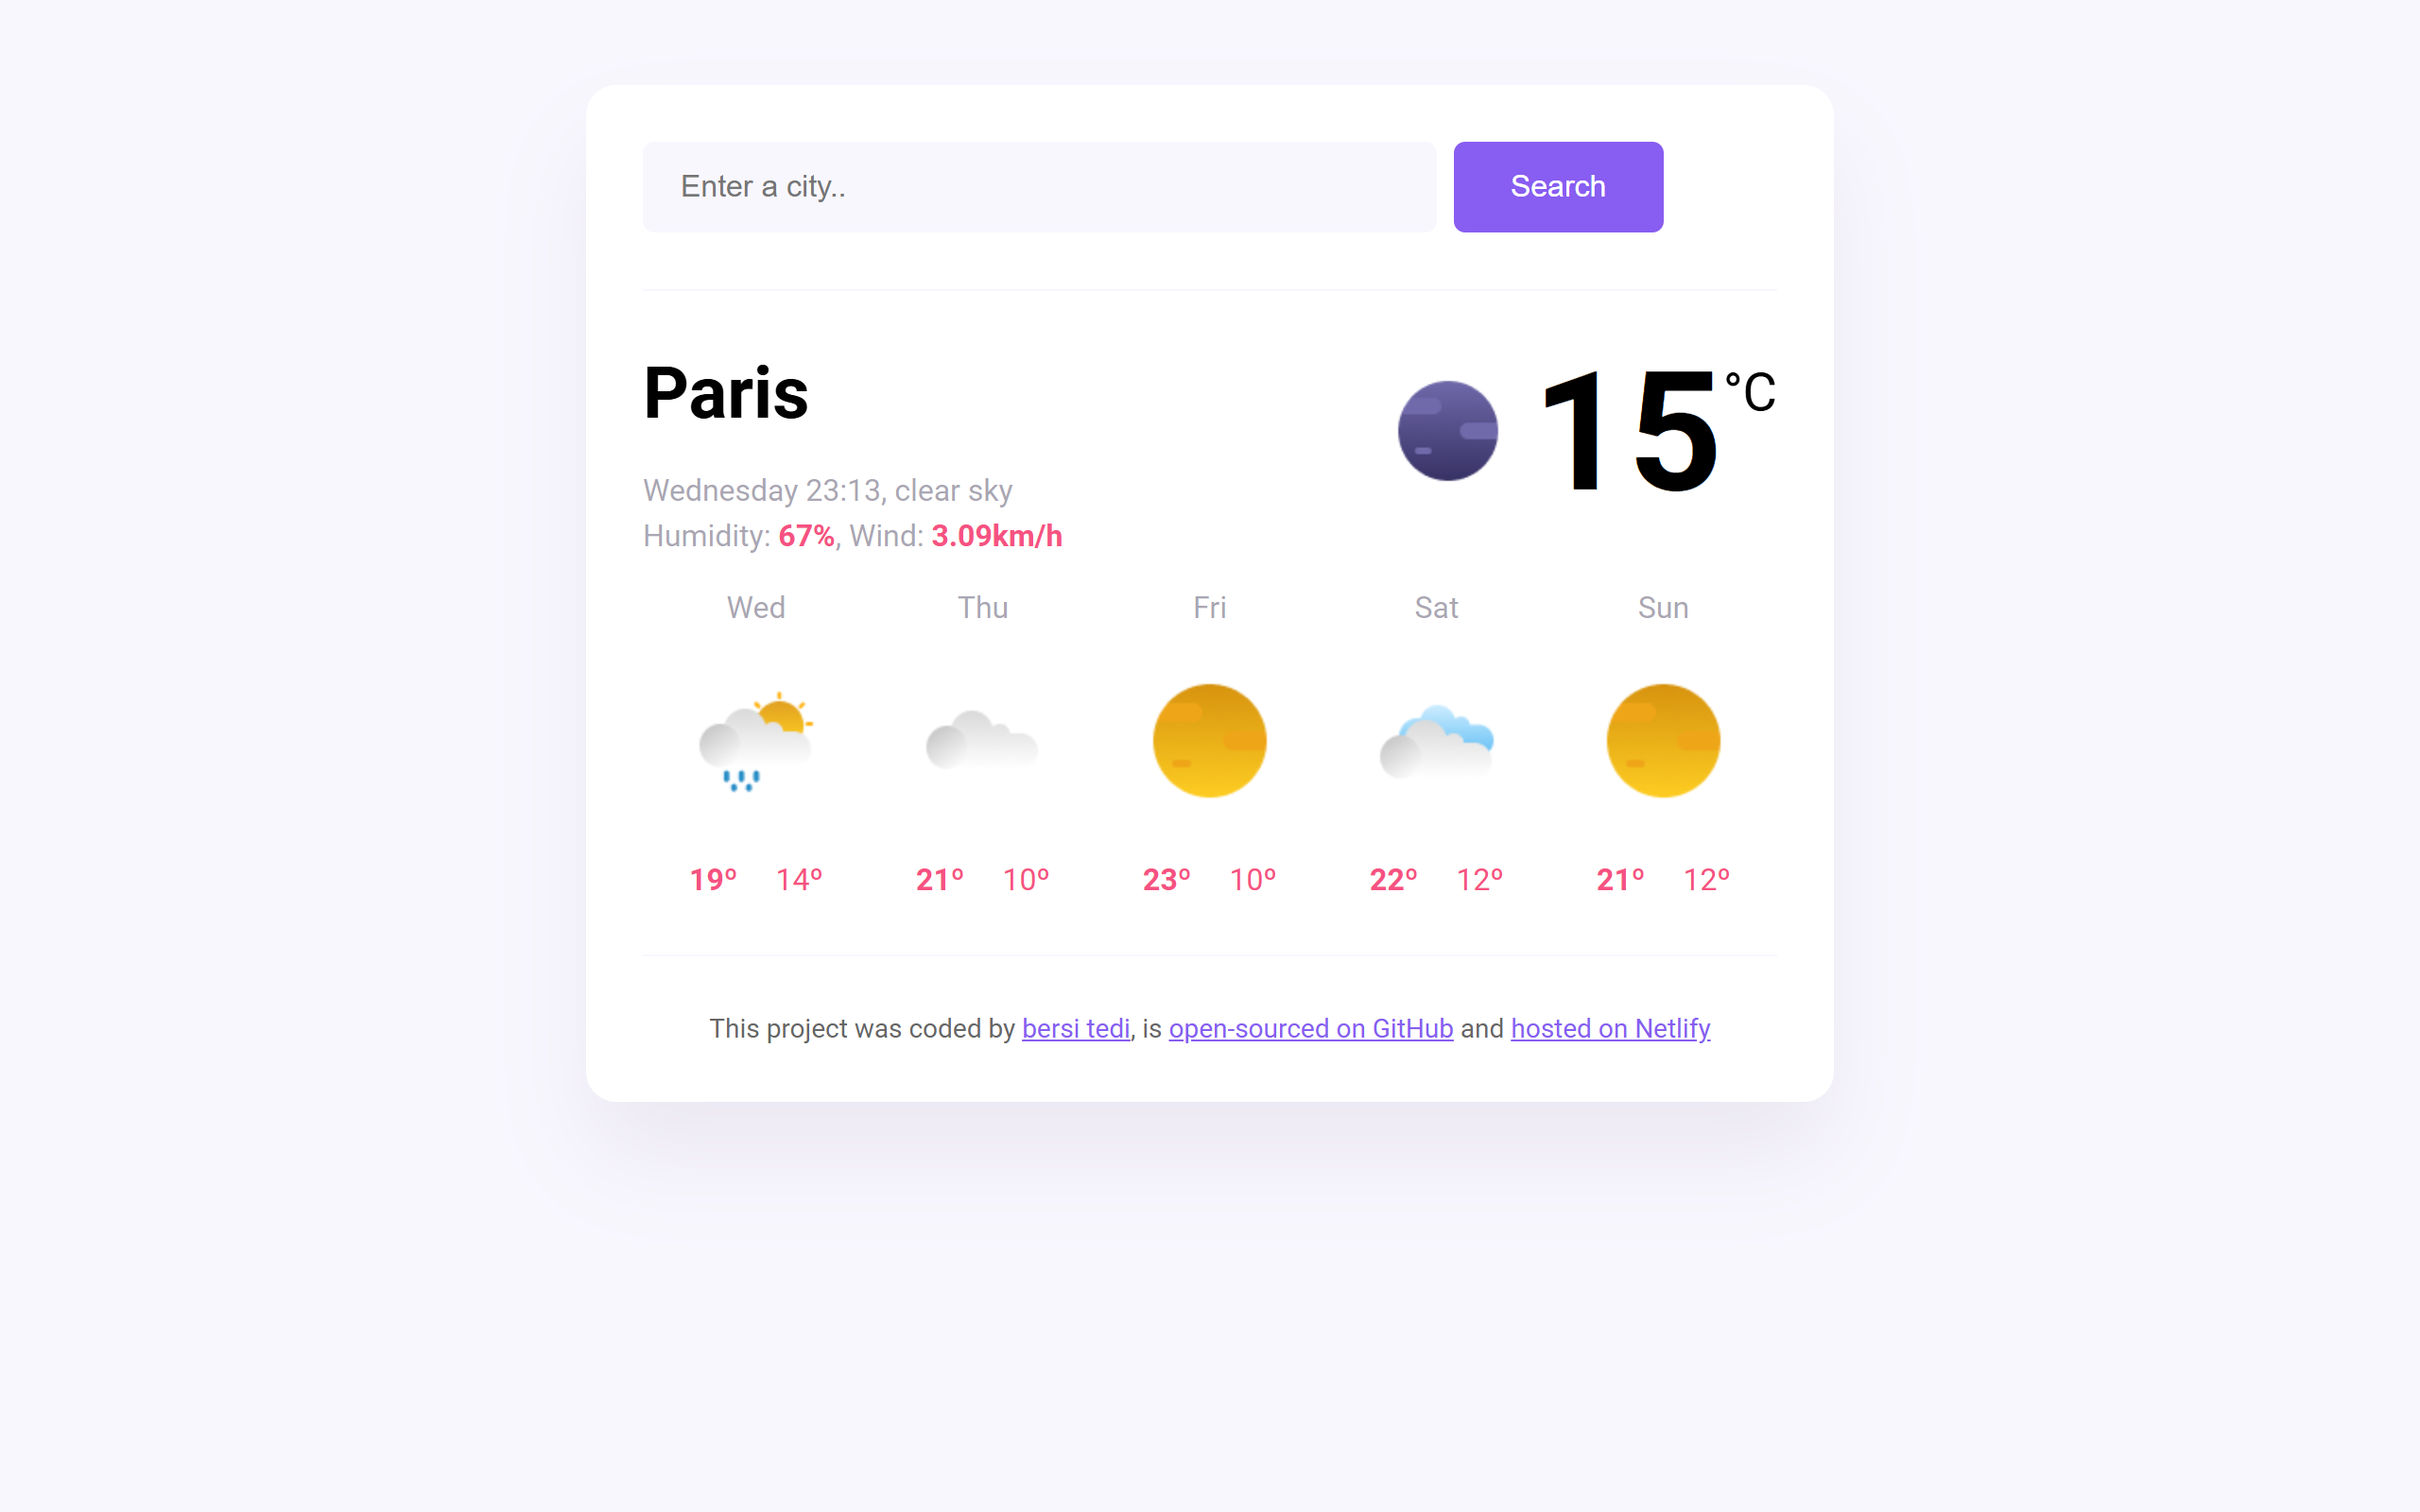 Enter a city..
Search
Paris
15 °C
Wednesday 23:13, clear sky
Humidity: 67%, Wind: 3.09km/h
Wed Thu Fri Sat Sun
19º 14º 21º 10º 23º 10º 22º 12º 21º 12º
This project was coded by bersi tedi, is open-sourced on GitHub and hosted on Netlify